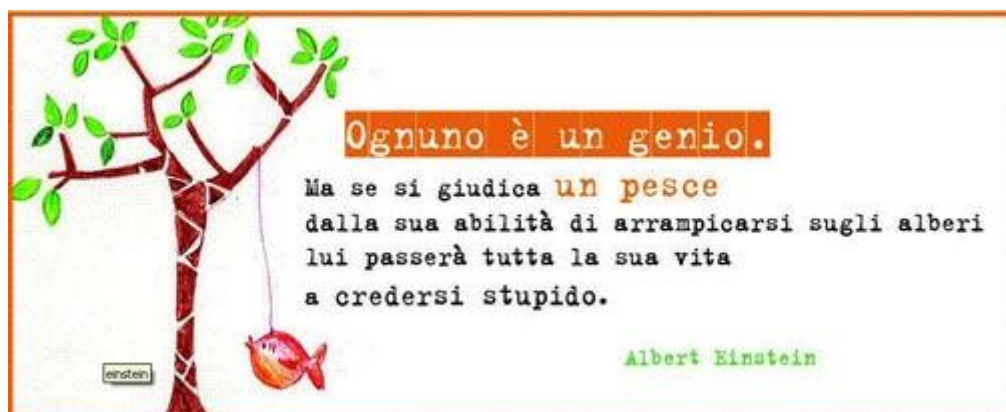 Ognuno è un genio.
Ma se si giudica un pesce
dalla sua abilità di arrampicarsi sugli alberi
lui passerà tutta la sua vita
a credersi stupido.
Albert Einstein
einstein